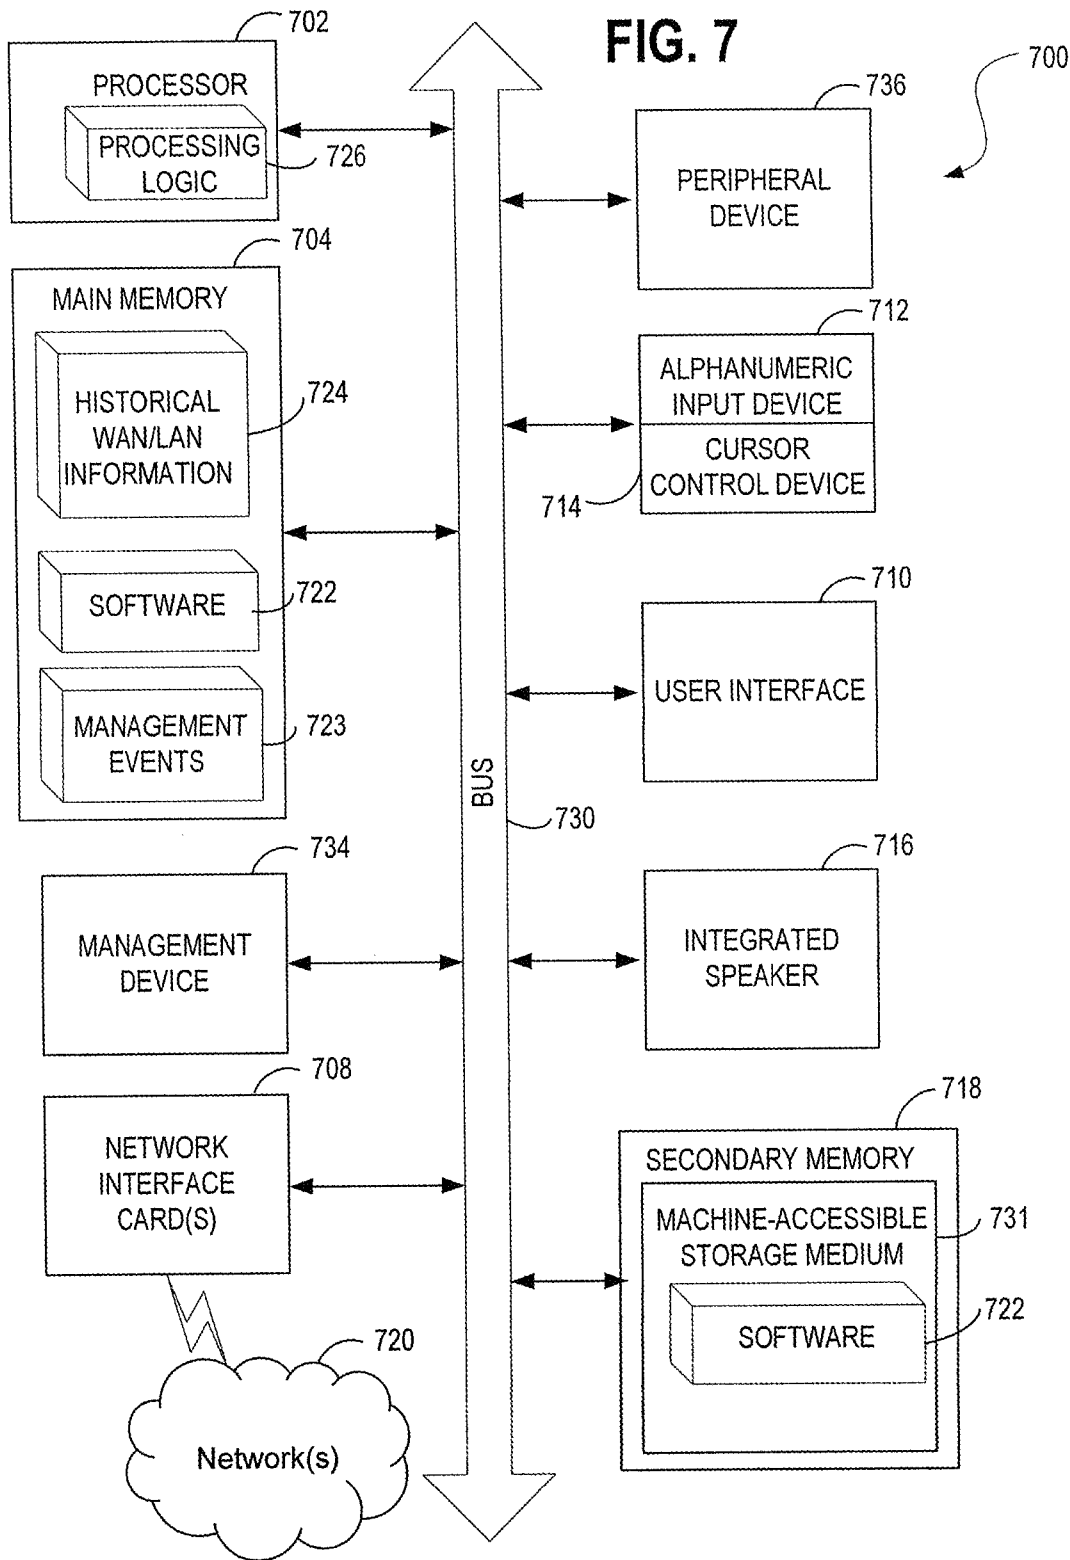 FIG. 7
700
702
PROCESSOR
PROCESSING
LOGIC
726
704
MAIN MEMORY
HISTORICAL
WAN/LAN
INFORMATION
724
SOFTWARE
722
MANAGEMENT
EVENTS
723
734
MANAGEMENT
DEVICE
708
NETWORK
INTERFACE
CARD(S)
720
Network(s)
BUS
730
736
PERIPHERAL
DEVICE
712
ALPHANUMERIC
INPUT DEVICE
CURSOR
CONTROL DEVICE
714
710
USER INTERFACE
716
INTEGRATED
SPEAKER
718
SECONDARY MEMORY
MACHINE-ACCESSIBLE
STORAGE MEDIUM
731
SOFTWARE
722